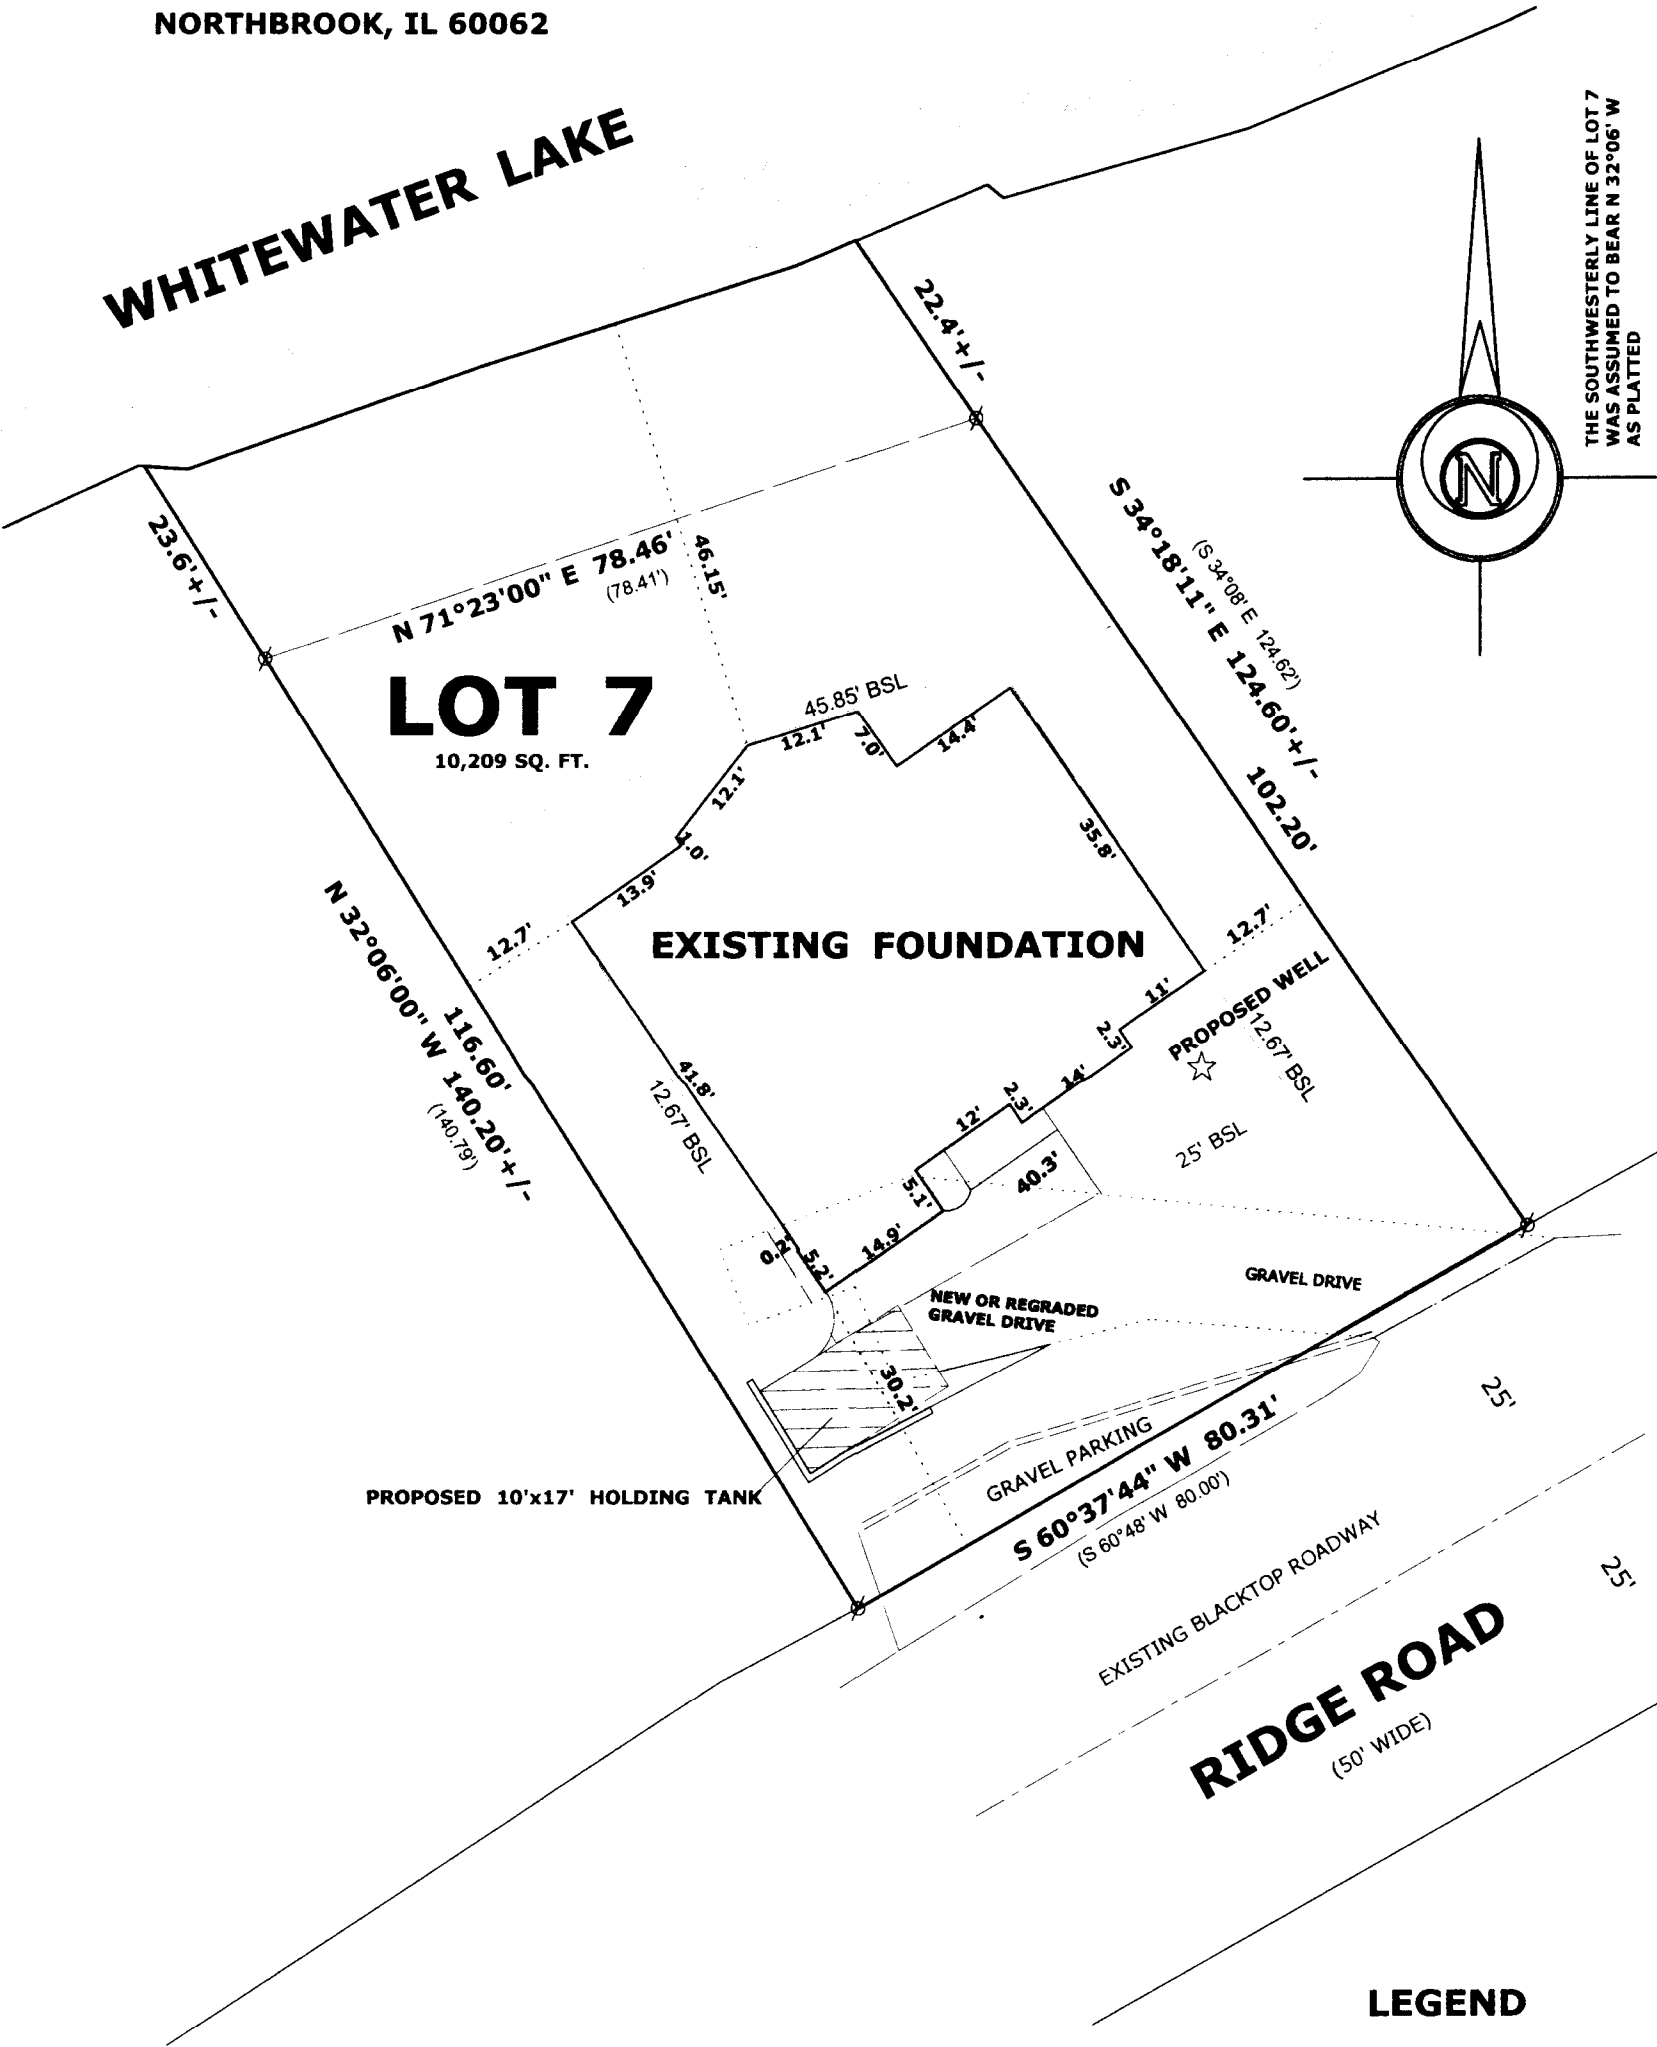 NORTHBROOK, IL 60062
WHITEWATER LAKE
THE SOUTHWESTERLY LINE OF LOT 7
WAS ASSUMED TO BEAR N 32°06' W
AS PLATTED
N
22.4'+/-
23.6'+/-
N 71°23'00" E 78.46'
(78.41')
46.15'
S 34°18'11" E 124.60'+/-
(S 34°08' E 124.62')
102.20'
LOT 7
10,209 SQ. FT.
45.85' BSL
12.1'
7.0'
14.4'
12.1'
1.0'
13.9'
35.8'
12.7'
EXISTING FOUNDATION
12.7'
N 32°06'00" W 140.20'+/-
116.60'
(140.79')
11'
2.3'
PROPOSED WELL
12.67' BSL
41.8'
12.67' BSL
14'
2.3'
12'
25' BSL
40.3'
5.1'
14.9'
0.2'
5.2'
GRAVEL DRIVE
NEW OR REGRADED
GRAVEL DRIVE
30.2'
PROPOSED 10'x17' HOLDING TANK
GRAVEL PARKING
S 60°37'44" W 80.31'
(S 60°48' W 80.00')
25'
EXISTING BLACKTOP ROADWAY
25'
RIDGE ROAD
(50' WIDE)
LEGEND